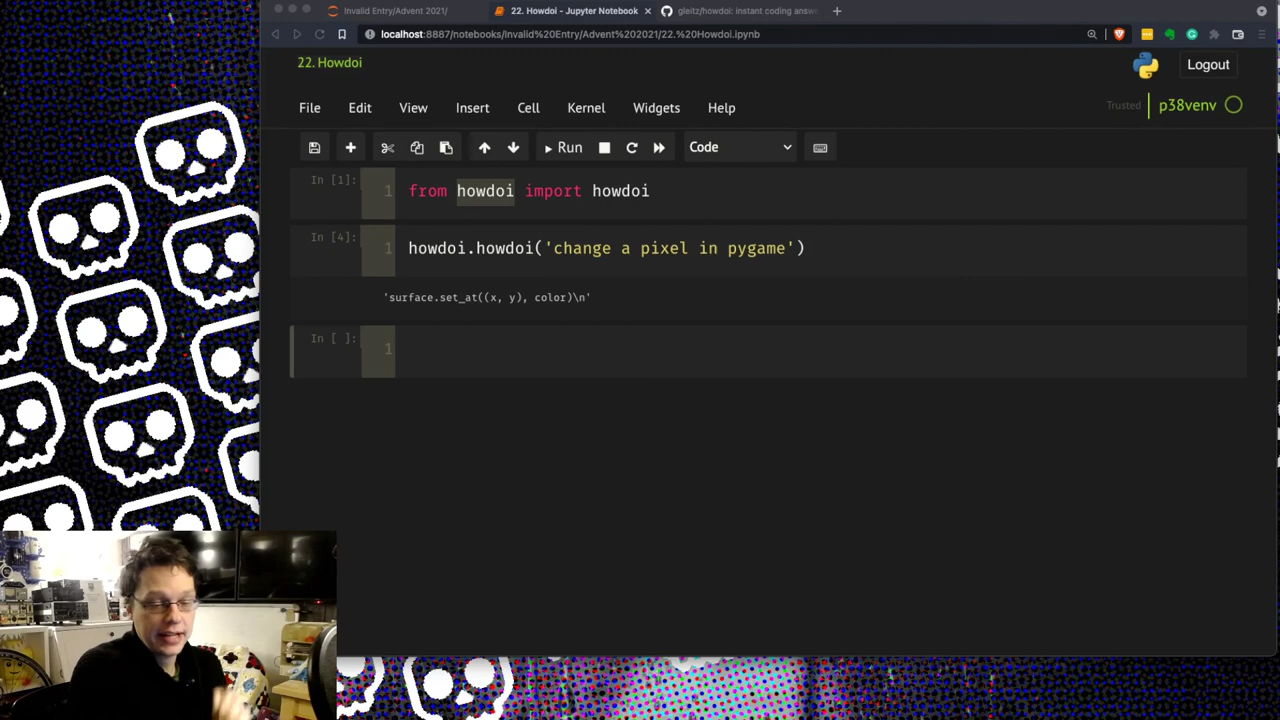 Invalid Entry/Advent 2021/
22. Howdoi - Jupyter Notebook
gleitz/howdoi: instant coding answ
localhost:8887/notebooks/Invalid%20Entry/Advent%202021/22.%20Howdoi.ipynb
22. Howdoi
Logout
File Edit View Insert Cell Kernel Widgets Help
Trusted
p38venv
Run
Code
In [1]:
1
from howdoi import howdoi
In [4]:
1
howdoi.howdoi('change a pixel in pygame')
'surface.set_at((x, y), color)\n'
In [ ]:
1